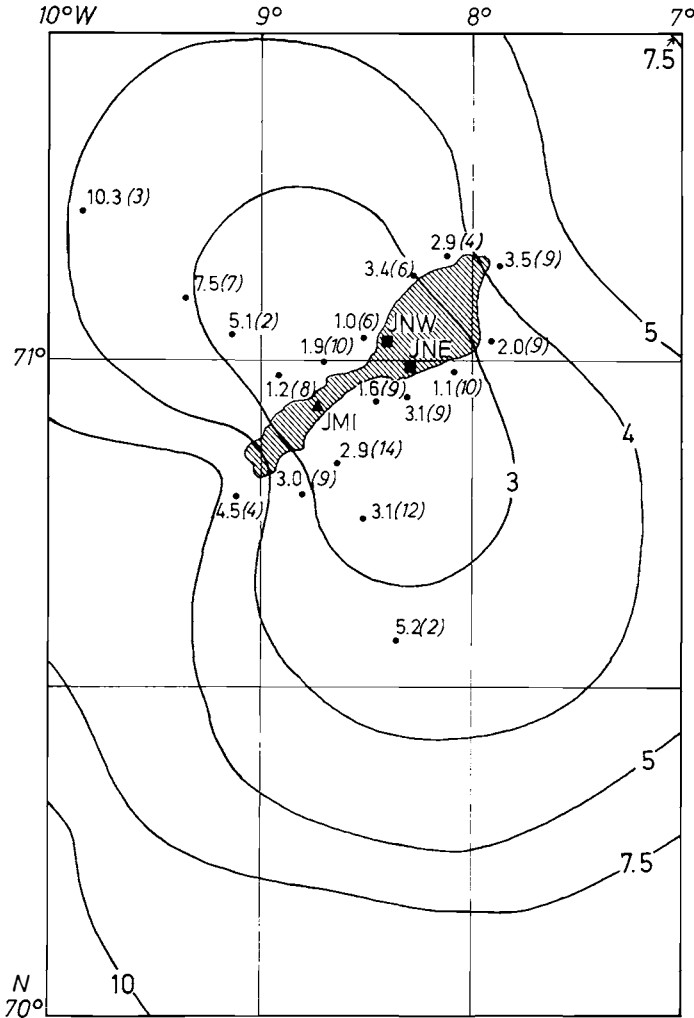 10°W 9° 8° 7°
7.5
10.3 (3)
2.9 (4)
3.4 (6) 3.5 (9)
7.5 (7)
5.1 (2) 1.0 (6) JNW 5
1.9 (10) JNE 2.0 (9)
71°
1.2 (8) 1.6 (9) 1.1 (10)
JMI 3.1 (9)
4
2.9 (14)
3.0 (9) 3
4.5 (4) 3.1 (12)
5.2 (2)
5
7.5
10
N
70°